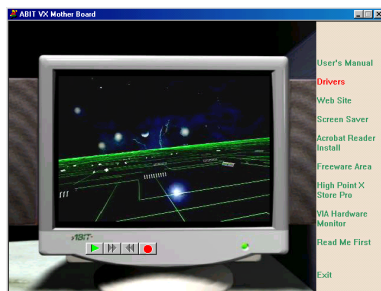 ABIT VX Mother Board
User's Manual
Drivers
Web Site
Screen Saver
Acrobat Reader
Install
Freeware Area
High Point X
Store Pro
VIA Hardware
Monitor
Read Me First
Exit
ABIT